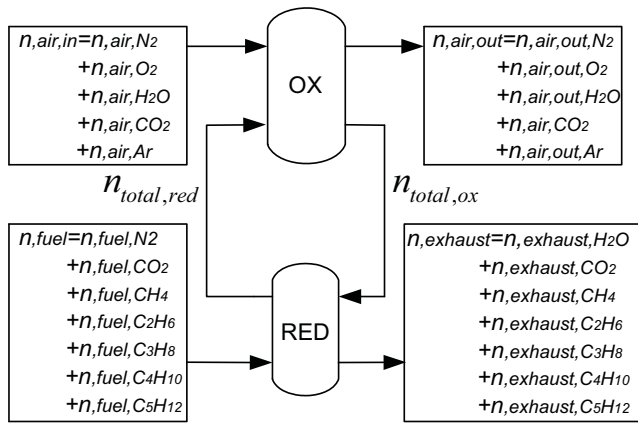 n,air,in=n,air,N2
+n,air,O2
+n,air,H2O
+n,air,CO2
+n,air,Ar
OX
n,air,out=n,air,out,N2
+n,air,out,O2
+n,air,out,H2O
+n,air,CO2
+n,air,out,Ar
n total,red
n total,ox
n,fuel=n,fuel,N2
+n,fuel,CO2
+n,fuel,CH4
+n,fuel,C2H6
+n,fuel,C3H8
+n,fuel,C4H10
+n,fuel,C5H12
RED
n,exhaust=n,exhaust,H2O
+n,exhaust,CO2
+n,exhaust,CH4
+n,exhaust,C2H6
+n,exhaust,C3H8
+n,exhaust,C4H10
+n,exhaust,C5H12